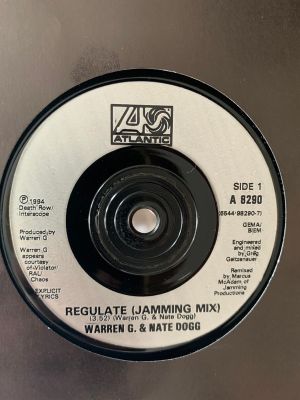 ATLANTIC
℗ 1994
Death Row/
Interscope
Produced by
Warren G
Warren G
appears
courtesy
of Violator/
RAL/
Chaos
EXPLICIT
LYRICS
SIDE 1
A 8290
(6544-98290-7)
GEMA/
BIEM
Engineered
and mixed
by Greg
Geitzenauer
Remixed
by Marcus
McAdam of
Jamming
Productions
REGULATE (JAMMING MIX)
(3.52) (Warren G. & Nate Dogg)
WARREN G. & NATE DOGG